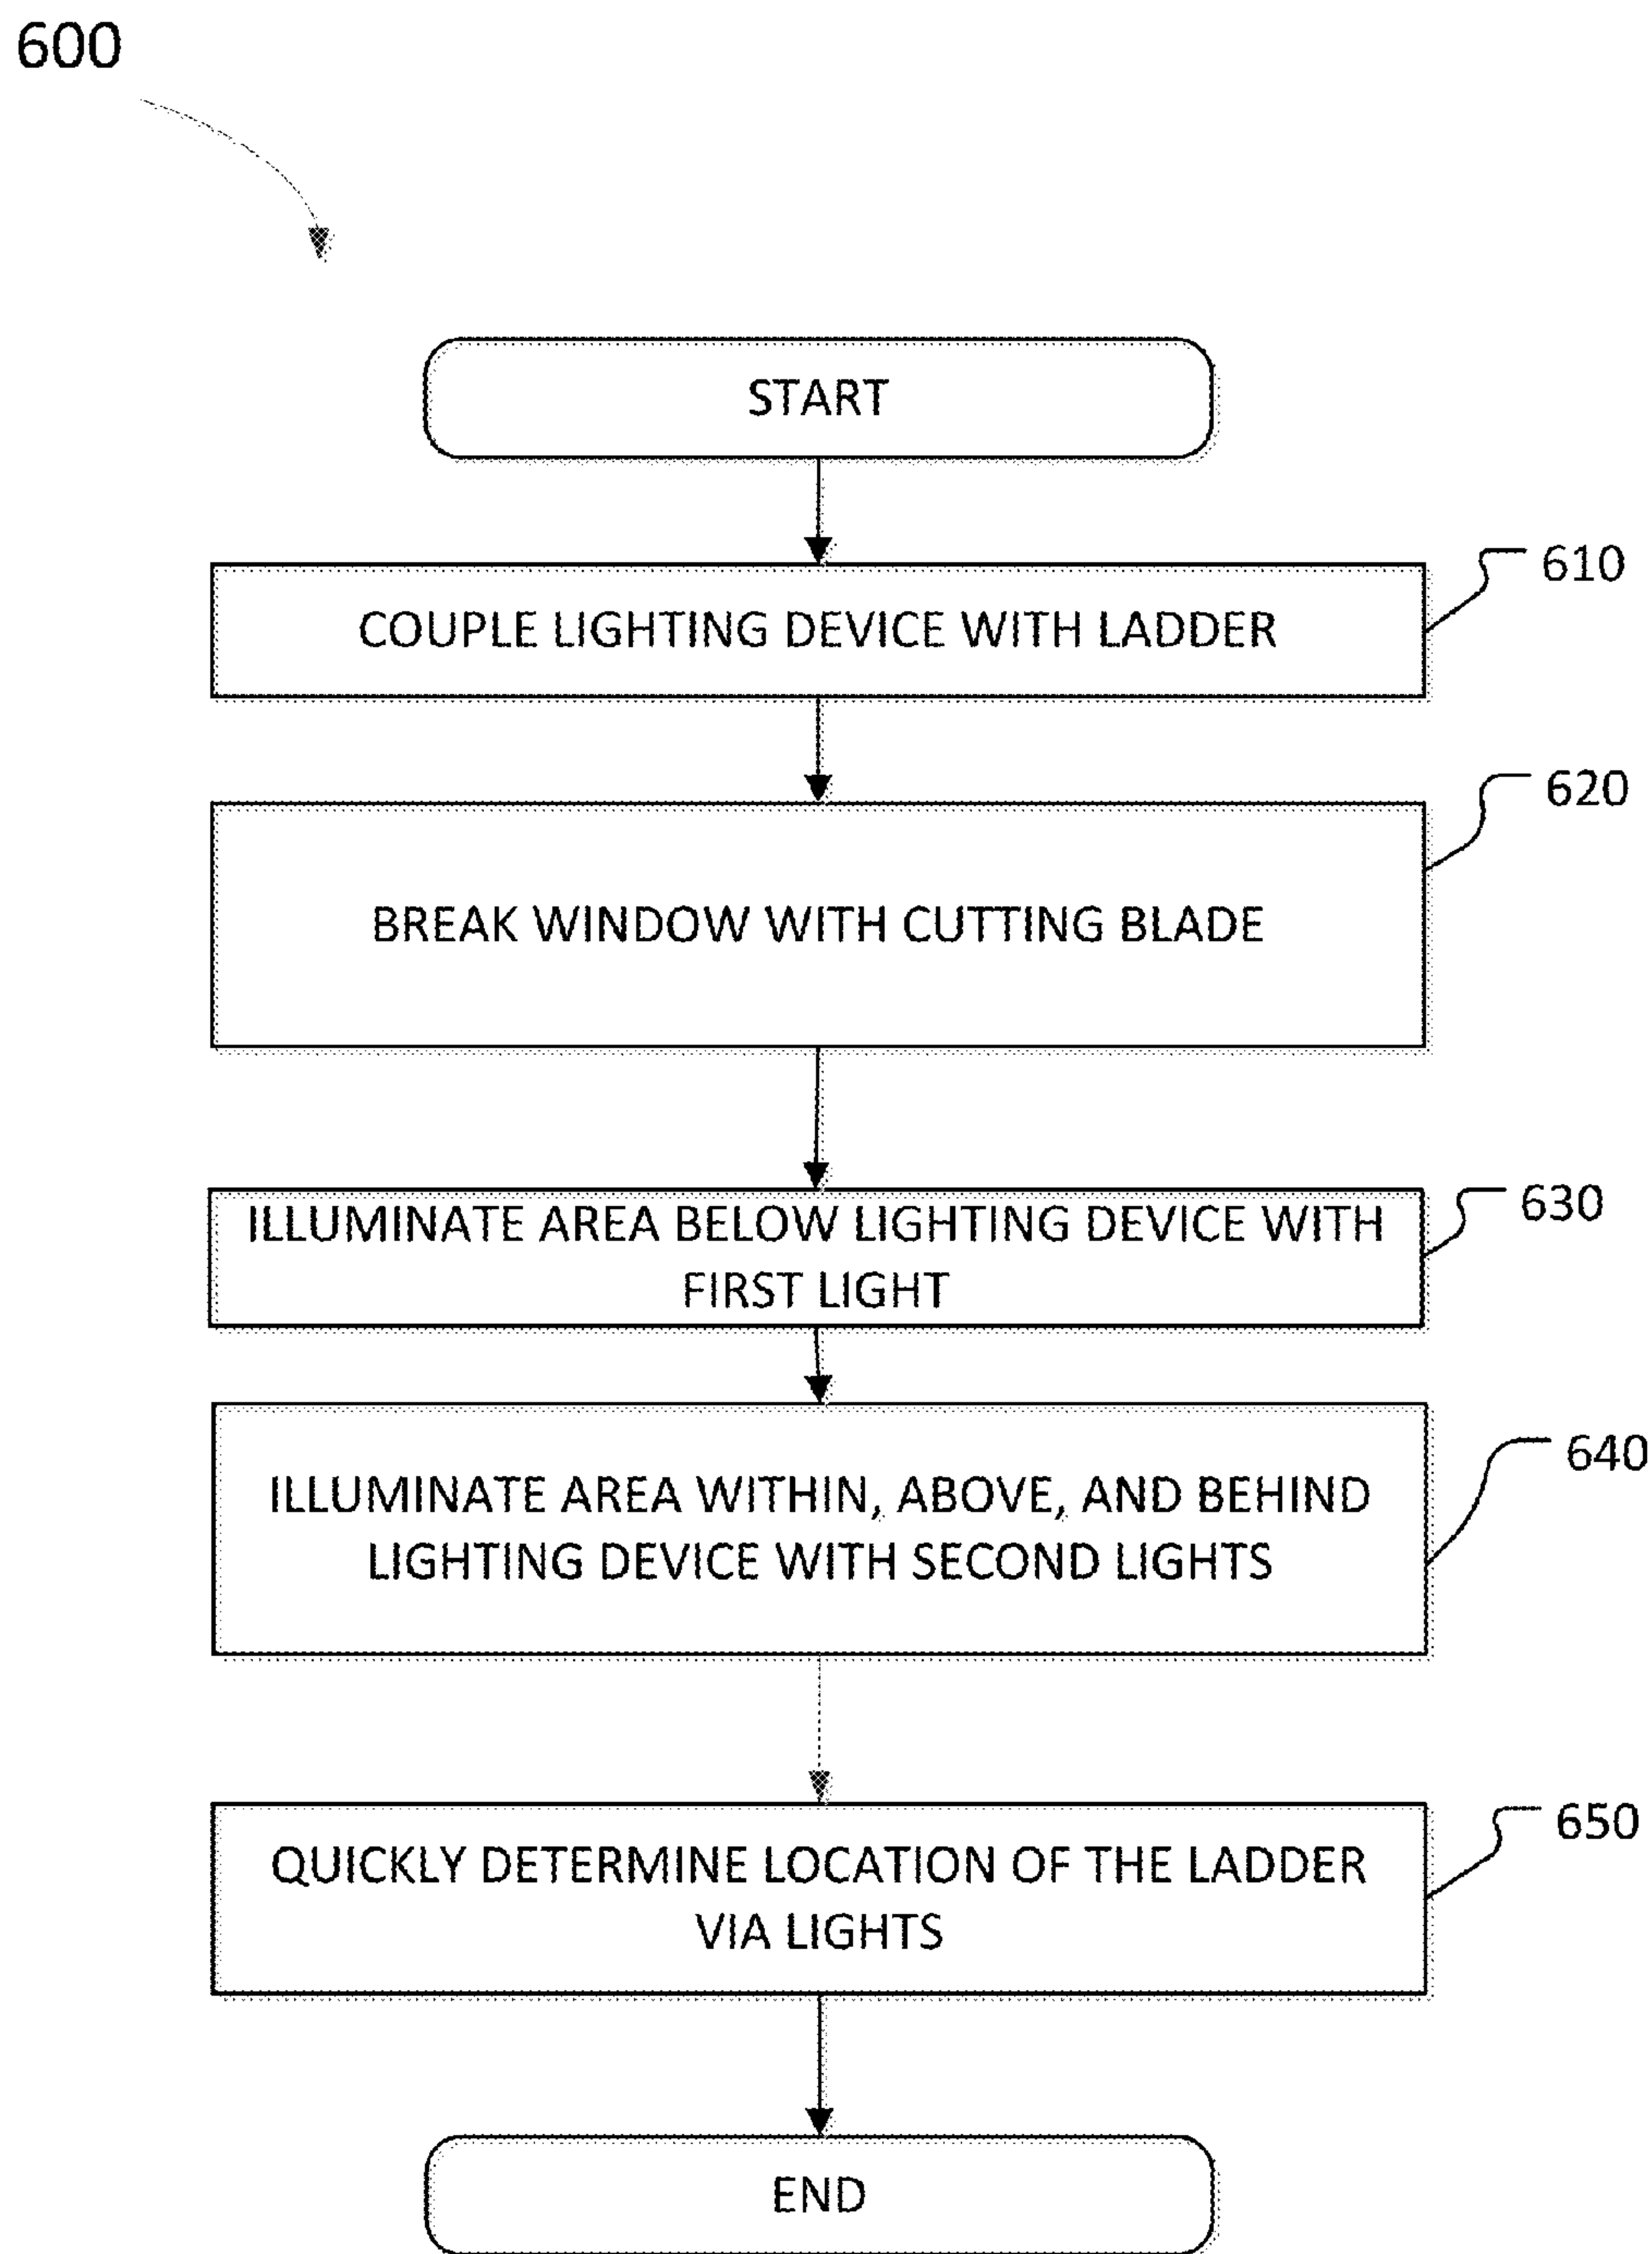 600
START
610
COUPLE LIGHTING DEVICE WITH LADDER
620
BREAK WINDOW WITH CUTTING BLADE
630
ILLUMINATE AREA BELOW LIGHTING DEVICE WITH
FIRST LIGHT
640
ILLUMINATE AREA WITHIN, ABOVE, AND BEHIND
LIGHTING DEVICE WITH SECOND LIGHTS
650
QUICKLY DETERMINE LOCATION OF THE LADDER
VIA LIGHTS
END